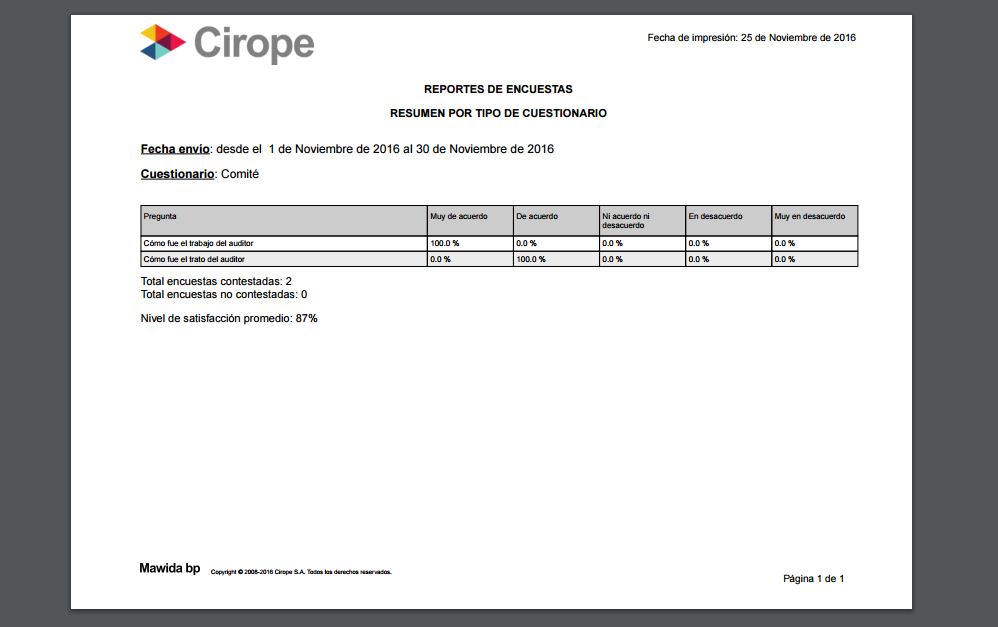 Cirope
Fecha de impresión: 25 de Noviembre de 2016
REPORTES DE ENCUESTAS
RESUMEN POR TIPO DE CUESTIONARIO
Fecha envío: desde el  1 de Noviembre de 2016 al 30 de Noviembre de 2016
Cuestionario: Comité
Pregunta Muy de acuerdo De acuerdo Ni acuerdo ni desacuerdo En desacuerdo Muy en desacuerdo
Cómo fue el trabajo del auditor 100.0 % 0.0 % 0.0 % 0.0 % 0.0 %
Cómo fue el trato del auditor 0.0 % 100.0 % 0.0 % 0.0 % 0.0 %
Total encuestas contestadas: 2
Total encuestas no contestadas: 0
Nivel de satisfacción promedio: 87%
Mawida bp Copyright © 2008-2016 Cirope S.A. Todos los derechos reservados.
Página 1 de 1